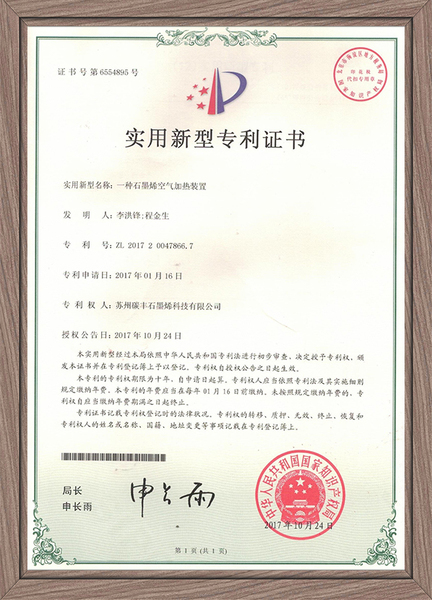 证书号第6554895号
实用新型专利证书
实用新型名称：一种石墨烯空气加热装置
发明人：李洪锋;程金生
专利号：ZL 2017 2 0047866.7
专利申请日：2017年01月16日
专利权人：苏州碳丰石墨烯科技有限公司
授权公告日：2017年10月24日
本实用新型经过本局依照中华人民共和国专利法进行初步审查，决定授予专利权，颁
发本证书并在专利登记簿上予以登记。专利权自授权公告之日起生效。
本专利的专利权期限为十年，自申请日起算。专利权人应当依照专利法及其实施细则
规定缴纳年费。本专利的年费应当在每年01月16日前缴纳。未按照规定缴纳年费的，专
利权自应当缴纳年费期满之日起终止。
专利证书记载专利权登记时的法律状况。专利权的转移、质押、无效、终止、恢复和
专利权人的姓名或名称、国籍、地址变更等事项记载在专利登记簿上。
局长
申长雨
申长雨
中华人民共和国国家知识产权局
2017年10月24日
第1页(共1页)